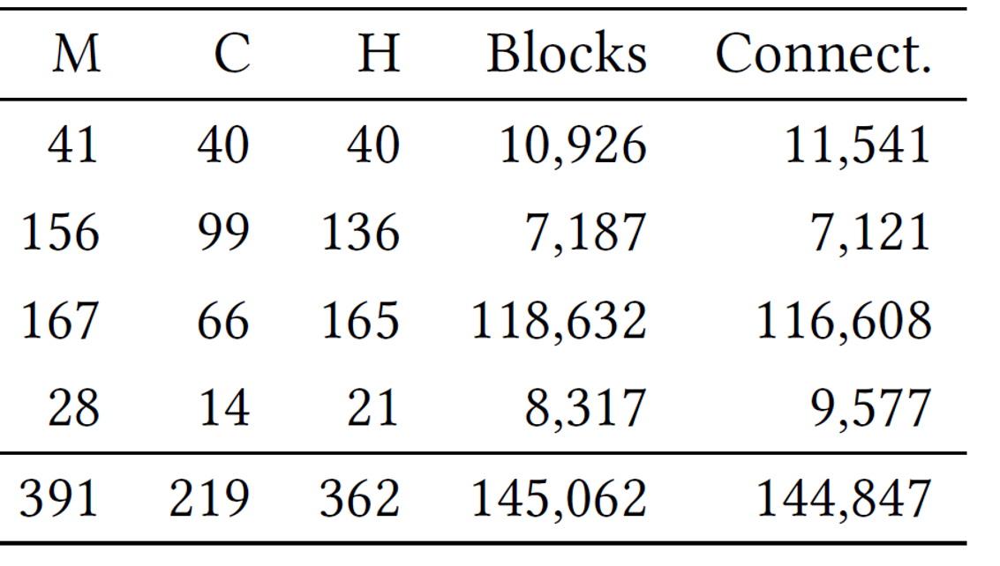 M C H Blocks Connect.
41 40 40 10,926 11,541
156 99 136 7,187 7,121
167 66 165 118,632 116,608
28 14 21 8,317 9,577
391 219 362 145,062 144,847